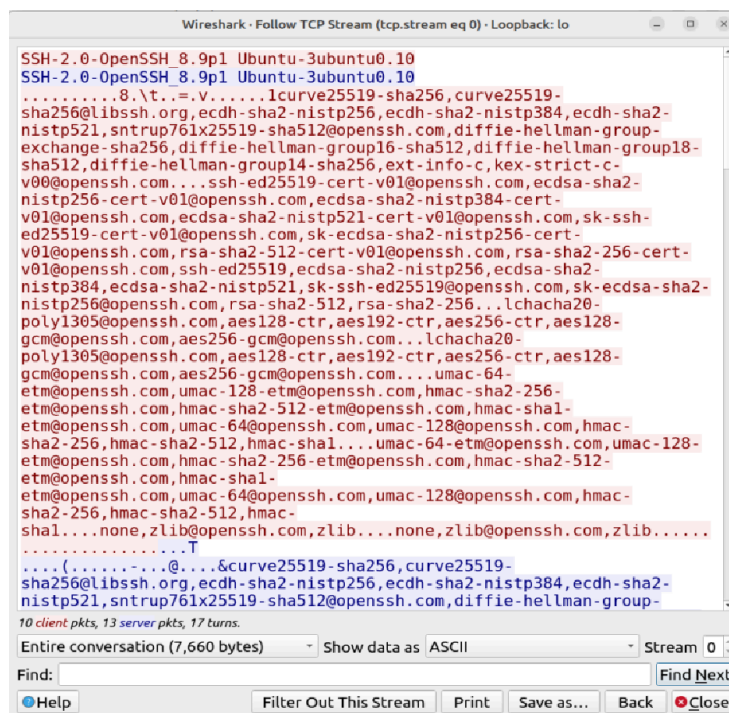 Wireshark · Follow TCP Stream (tcp.stream eq 0) · Loopback: lo
SSH-2.0-OpenSSH_8.9p1 Ubuntu-3ubuntu0.10
SSH-2.0-OpenSSH_8.9p1 Ubuntu-3ubuntu0.10
..........8.\t..=.v......1curve25519-sha256,curve25519-
sha256@libssh.org,ecdh-sha2-nistp256,ecdh-sha2-nistp384,ecdh-sha2-
nistp521,sntrup761x25519-sha512@openssh.com,diffie-hellman-group-
exchange-sha256,diffie-hellman-group16-sha512,diffie-hellman-group18-
sha512,diffie-hellman-group14-sha256,ext-info-c,kex-strict-c-
v00@openssh.com....ssh-ed25519-cert-v01@openssh.com,ecdsa-sha2-
nistp256-cert-v01@openssh.com,ecdsa-sha2-nistp384-cert-
v01@openssh.com,ecdsa-sha2-nistp521-cert-v01@openssh.com,sk-ssh-
ed25519-cert-v01@openssh.com,sk-ecdsa-sha2-nistp256-cert-
v01@openssh.com,rsa-sha2-512-cert-v01@openssh.com,rsa-sha2-256-cert-
v01@openssh.com,ssh-ed25519,ecdsa-sha2-nistp256,ecdsa-sha2-
nistp384,ecdsa-sha2-nistp521,sk-ssh-ed25519@openssh.com,sk-ecdsa-sha2-
nistp256@openssh.com,rsa-sha2-512,rsa-sha2-256...lchacha20-
poly1305@openssh.com,aes128-ctr,aes192-ctr,aes256-ctr,aes128-
gcm@openssh.com,aes256-gcm@openssh.com...lchacha20-
poly1305@openssh.com,aes128-ctr,aes192-ctr,aes256-ctr,aes128-
gcm@openssh.com,aes256-gcm@openssh.com....umac-64-
etm@openssh.com,umac-128-etm@openssh.com,hmac-sha2-256-
etm@openssh.com,hmac-sha2-512-etm@openssh.com,hmac-sha1-
etm@openssh.com,umac-64@openssh.com,umac-128@openssh.com,hmac-
sha2-256,hmac-sha2-512,hmac-sha1....umac-64-etm@openssh.com,umac-128-
etm@openssh.com,hmac-sha2-256-etm@openssh.com,hmac-sha2-512-
etm@openssh.com,hmac-sha1-
etm@openssh.com,umac-64@openssh.com,umac-128@openssh.com,hmac-
sha2-256,hmac-sha2-512,hmac-
sha1....none,zlib@openssh.com,zlib....none,zlib@openssh.com,zlib......
..................T
....(......-...@....&curve25519-sha256,curve25519-
sha256@libssh.org,ecdh-sha2-nistp256,ecdh-sha2-nistp384,ecdh-sha2-
nistp521,sntrup761x25519-sha512@openssh.com,diffie-hellman-group-
10 client pkts, 13 server pkts, 17 turns.
Entire conversation (7,660 bytes) Show data as ASCII Stream 0
Find: Find Next
Help Filter Out This Stream Print Save as... Back Close